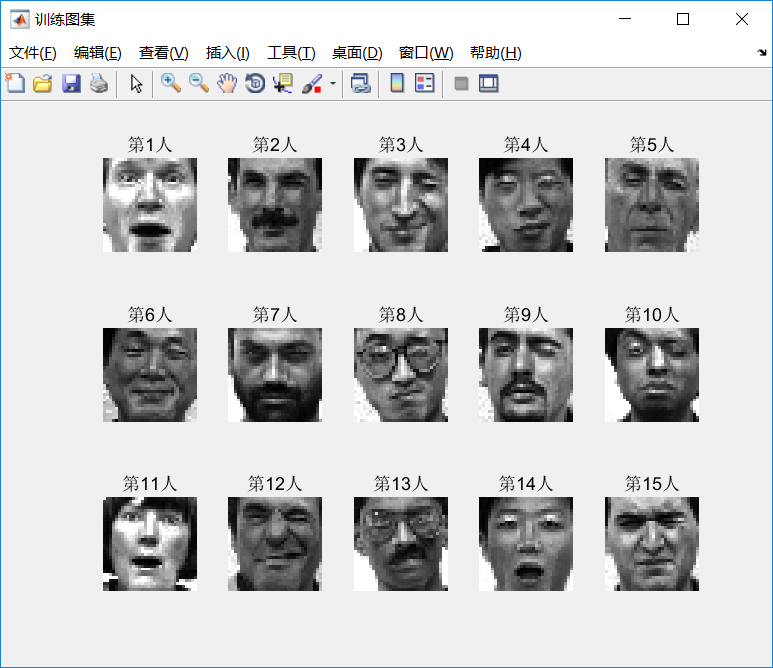 训练图集
文件(F) 编辑(E) 查看(V) 插入(I) 工具(T) 桌面(D) 窗口(W) 帮助(H)
第1人 第2人 第3人 第4人 第5人
第6人 第7人 第8人 第9人 第10人
第11人 第12人 第13人 第14人 第15人